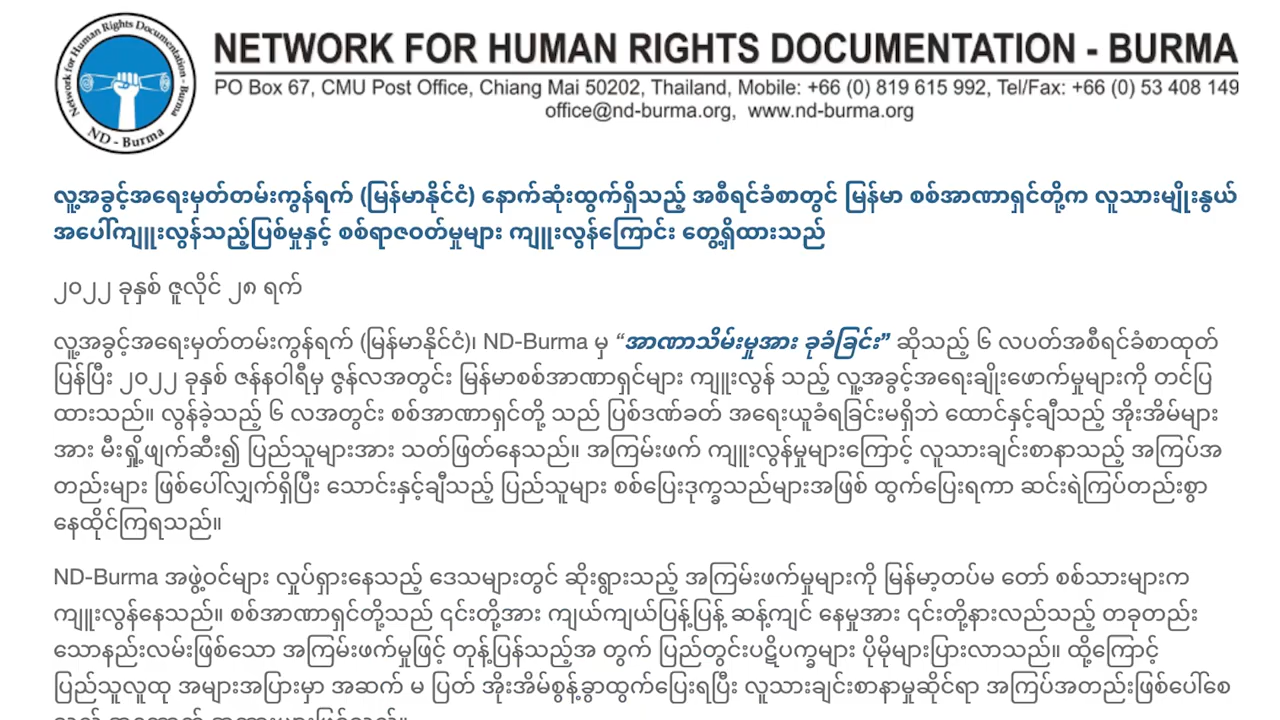 Network for Human Rights Documentation - Burma
ND - Burma
NETWORK FOR HUMAN RIGHTS DOCUMENTATION - BURMA
PO Box 67, CMU Post Office, Chiang Mai 50202, Thailand, Mobile: +66 (0) 819 615 992, Tel/Fax: +66 (0) 53 408 149
office@nd-burma.org, www.nd-burma.org
လူ့အခွင့်အရေးမှတ်တမ်းကွန်ရက် (မြန်မာနိုင်ငံ) နောက်ဆုံးထွက်ရှိသည့် အစီရင်ခံစာတွင် မြန်မာ စစ်အာဏာရှင်တို့က လူသားမျိုးနွယ်
အပေါ်ကျူးလွန်သည့်ပြစ်မှုနှင့် စစ်ရာဇဝတ်မှုများ ကျူးလွန်ကြောင်း တွေ့ရှိထားသည်
၂၀၂၂ ခုနှစ် ဇူလိုင် ၂၈ ရက်
လူ့အခွင့်အရေးမှတ်တမ်းကွန်ရက် (မြန်မာနိုင်ငံ)၊ ND-Burma မှ “အာဏာသိမ်းမှုအား ခုခံခြင်း” ဆိုသည့် ၆ လပတ်အစီရင်ခံစာထုတ်
ပြန်ပြီး ၂၀၂၂ ခုနှစ် ဇန်နဝါရီမှ ဇွန်လအတွင်း မြန်မာစစ်အာဏာရှင်များ ကျူးလွန် သည့် လူ့အခွင့်အရေးချိုးဖောက်မှုများကို တင်ပြ
ထားသည်။ လွန်ခဲ့သည့် ၆ လအတွင်း စစ်အာဏာရှင်တို့ သည် ပြစ်ဒဏ်ခတ် အရေးယူခံရခြင်းမရှိဘဲ ထောင်နှင့်ချီသည့် အိုးအိမ်များ
အား မီးရှို့ဖျက်ဆီး၍ ပြည်သူများအား သတ်ဖြတ်နေသည်။ အကြမ်းဖက် ကျူးလွန်မှုများကြောင့် လူသားချင်းစာနာသည့် အကြပ်အ
တည်းများ ဖြစ်ပေါ်လျှက်ရှိပြီး သောင်းနှင့်ချီသည့် ပြည်သူများ စစ်ပြေးဒုက္ခသည်များအဖြစ် ထွက်ပြေးရကာ ဆင်းရဲကြပ်တည်းစွာ
နေထိုင်ကြရသည်။
ND-Burma အဖွဲ့ဝင်များ လှုပ်ရှားနေသည့် ဒေသများတွင် ဆိုးရွားသည့် အကြမ်းဖက်မှုများကို မြန်မာ့တပ်မ တော် စစ်သားများက
ကျူးလွန်နေသည်။ စစ်အာဏာရှင်တို့သည် ၎င်းတို့အား ကျယ်ကျယ်ပြန့်ပြန့် ဆန့်ကျင် နေမှုအား ၎င်းတို့နားလည်သည့် တခုတည်း
သောနည်းလမ်းဖြစ်သော အကြမ်းဖက်မှုဖြင့် တုန့်ပြန်သည့်အ တွက် ပြည်တွင်းပဋိပက္ခများ ပိုမိုများပြားလာသည်။ ထို့ကြောင့်
ပြည်သူလူထု အများအပြားမှာ အဆက် မ ပြတ် အိုးအိမ်စွန့်ခွာထွက်ပြေးရပြီး လူသားချင်းစာနာမှုဆိုင်ရာ အကြပ်အတည်းဖြစ်ပေါ်စေ